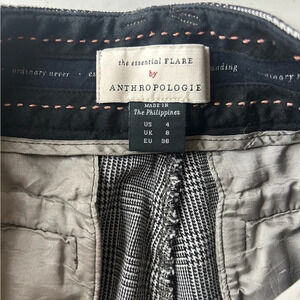 the essential FLARE
by
ANTHROPOLOGIE
ordinary never
MADE IN
The Philippines
US 4
UK 8
EU 36